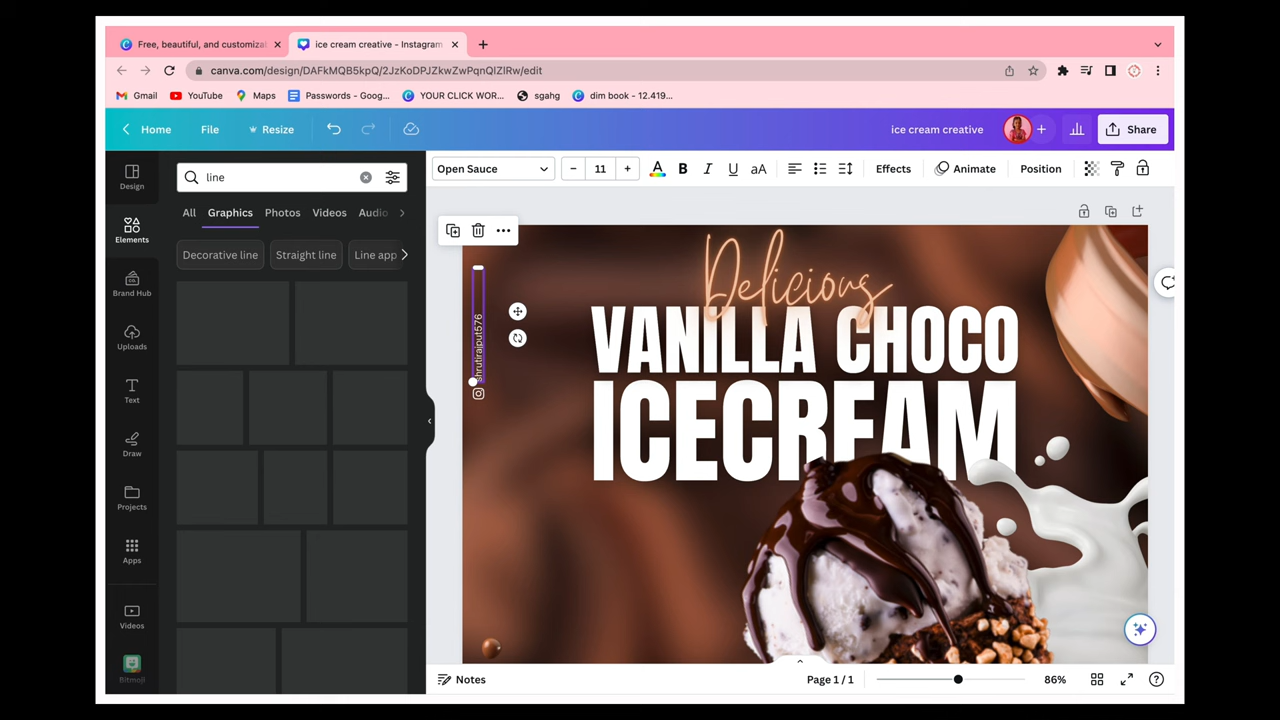 Free, beautiful, and customiza
ice cream creative - Instagram
canva.com/design/DAFkMQB5kpQ/2JzKoDPJZkwZwPqnQlZlRw/edit
Gmail
YouTube
Maps
Passwords - Goog...
YOUR CLICK WOR...
sgahg
dim book - 12.419...
Home
File
Resize
ice cream creative
Share
Design
Elements
Brand Hub
Uploads
Text
Draw
Projects
Apps
Videos
Bitmoji
line
All
Graphics
Photos
Videos
Audio
Decorative line
Straight line
Line app
Open Sauce
11
B
I
U
aA
Effects
Animate
Position
shrutirajput576
Delicious
VANILLA CHOCO
ICECREAM
Notes
Page 1 / 1
86%